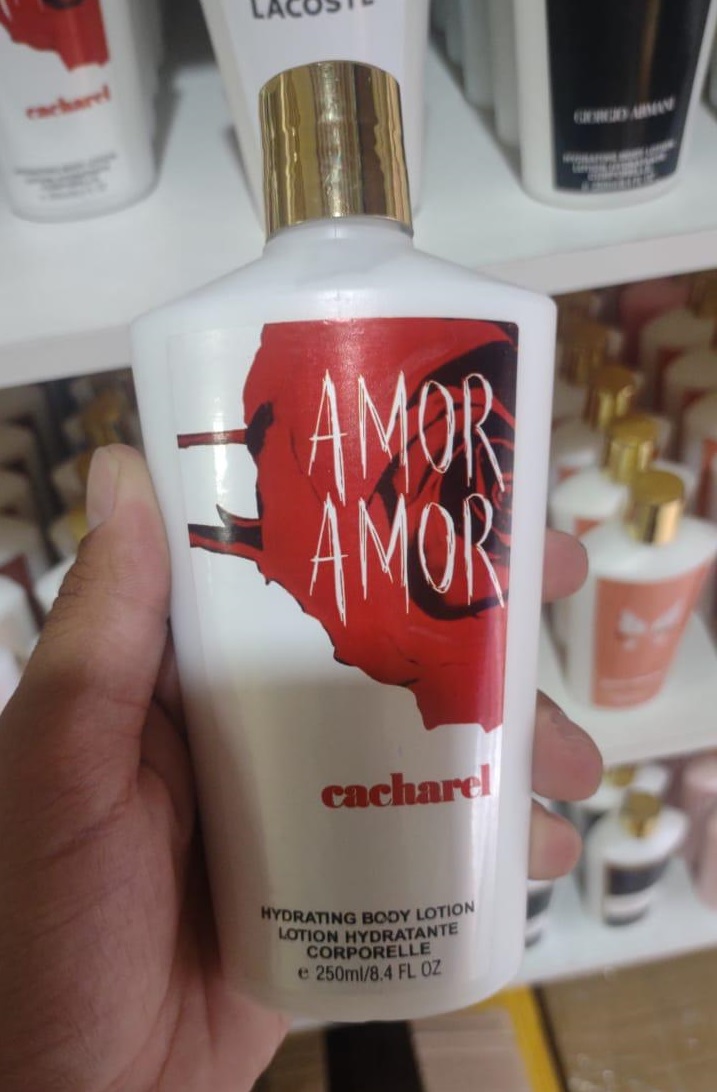 LACOSTE
cacharel
GIORGIO ARMANI
AMOR
AMOR
cacharel
HYDRATING BODY LOTION
LOTION HYDRATANTE
CORPORELLE
e 250ml/8.4 FL OZ